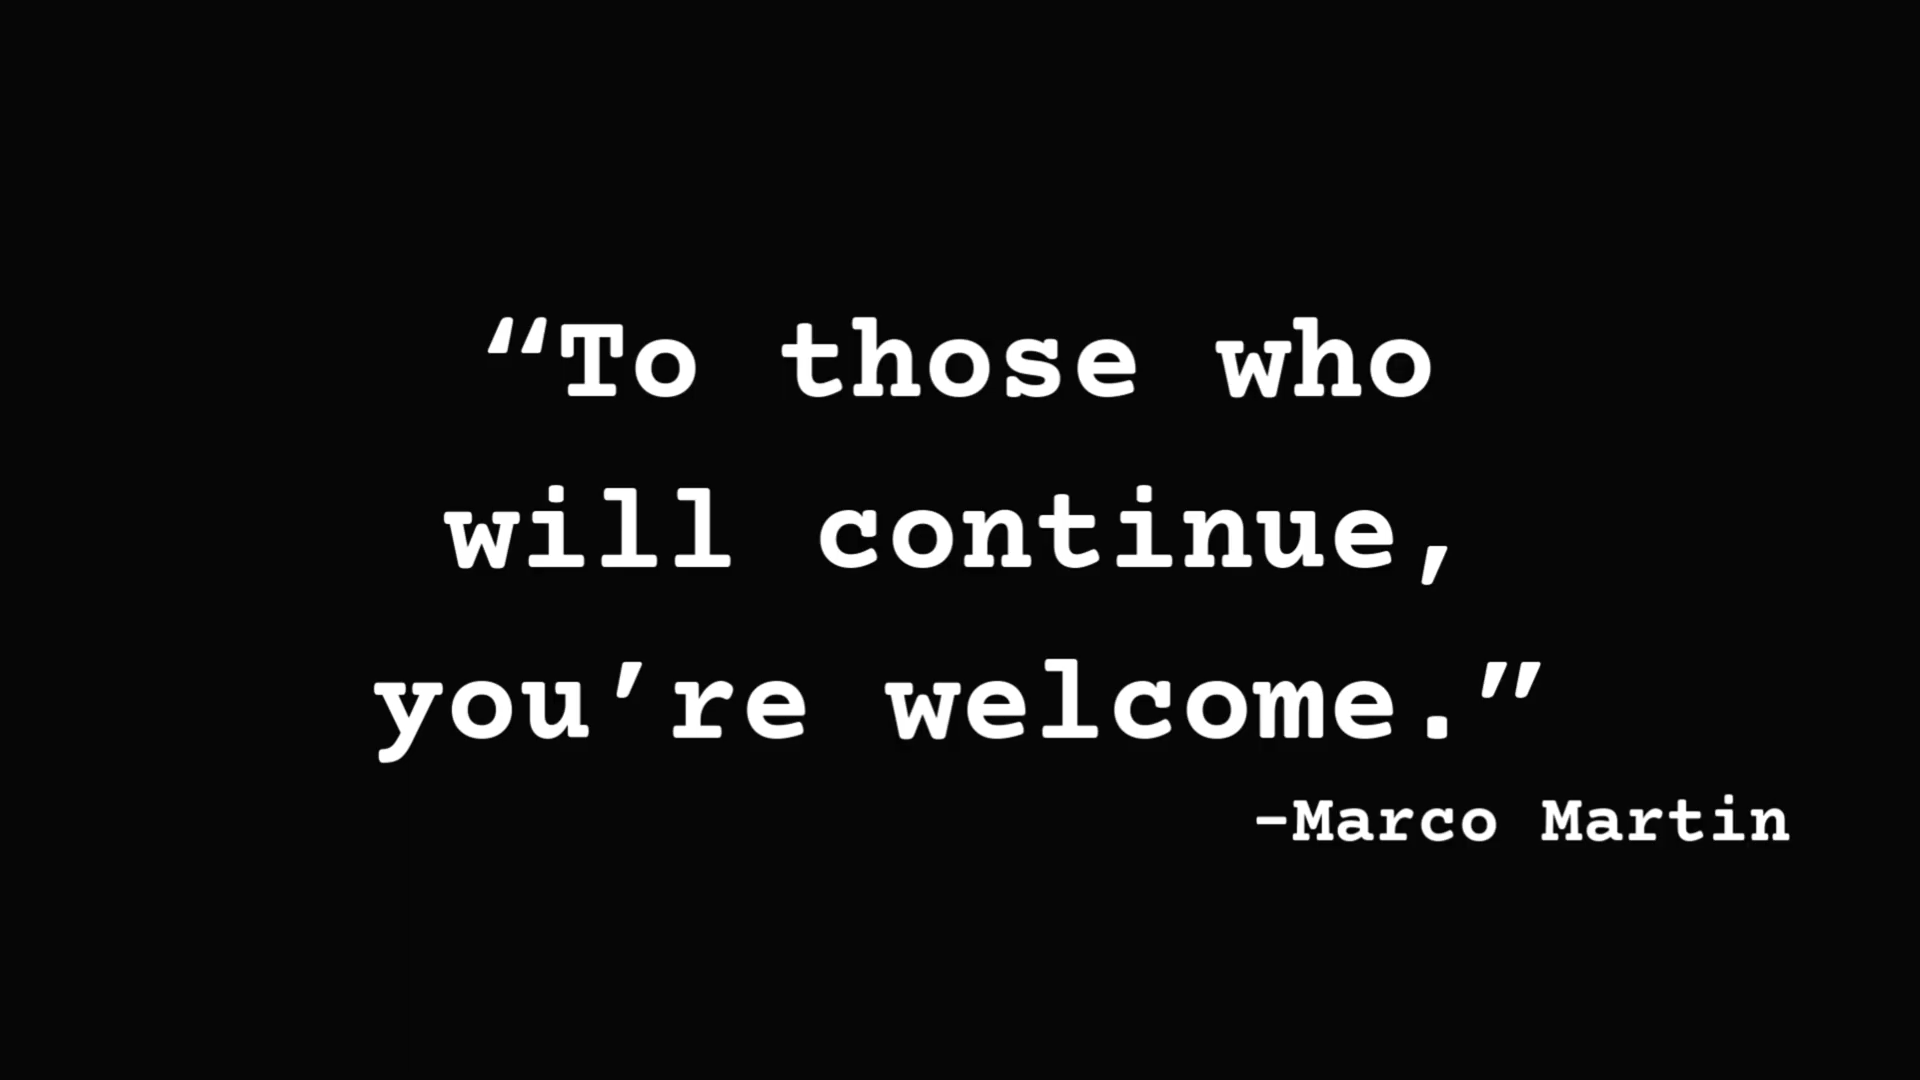 “To those who
will continue,
you’re welcome.”
-Marco Martin